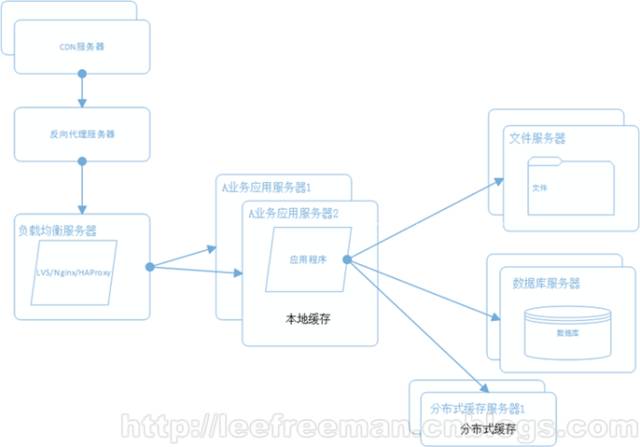 CDN服务器
反向代理服务器
负载均衡服务器
LVS/Nginx/HAProxy
A业务应用服务器1
A业务应用服务器2
应用程序
本地缓存
文件服务器
文件
数据库服务器
数据库
分布式缓存服务器1
分布式缓存
http://leefreeman.cnblogs.com